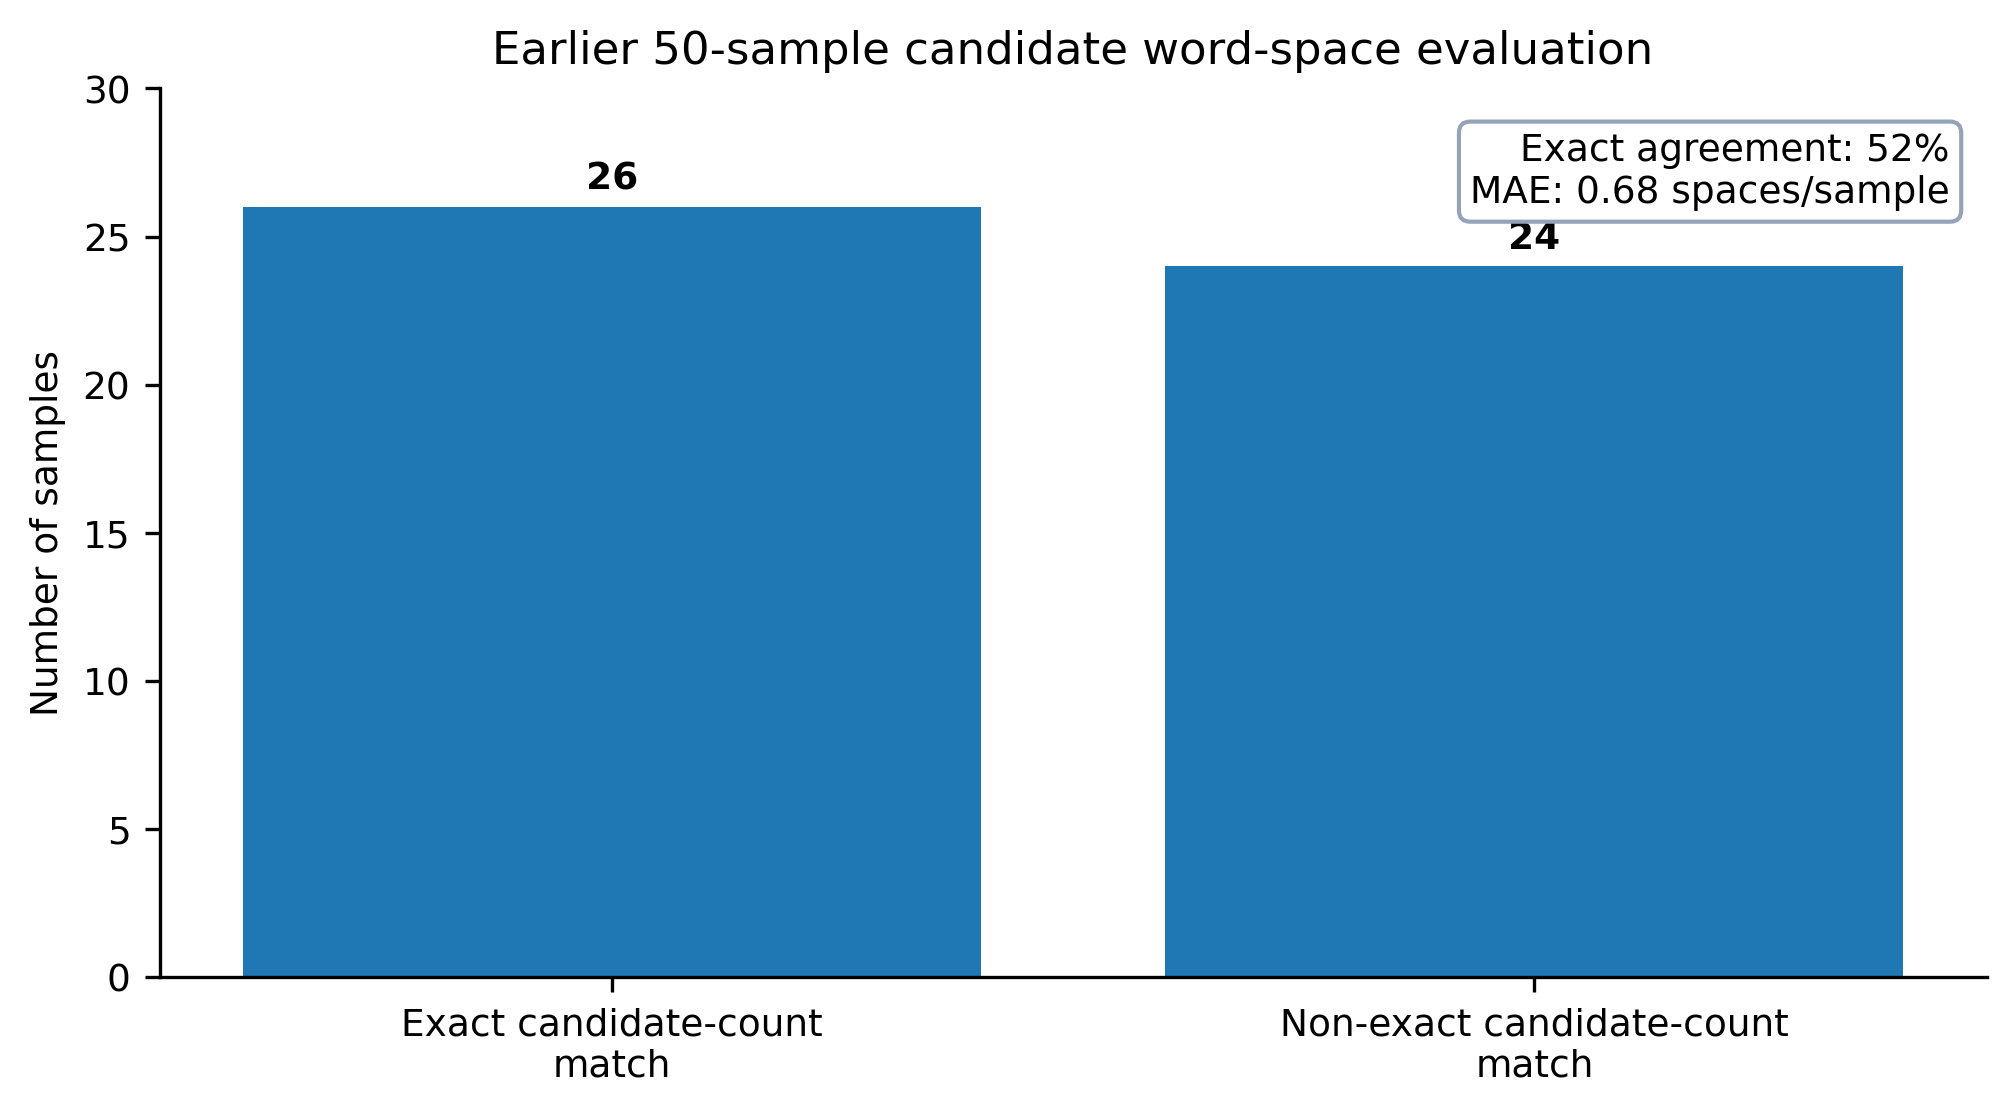 Earlier 50-sample candidate word-space evaluation
30
25
20
15
10
5
0
Number of samples
26
24
Exact agreement: 52%
MAE: 0.68 spaces/sample
Exact candidate-count
match
Non-exact candidate-count
match